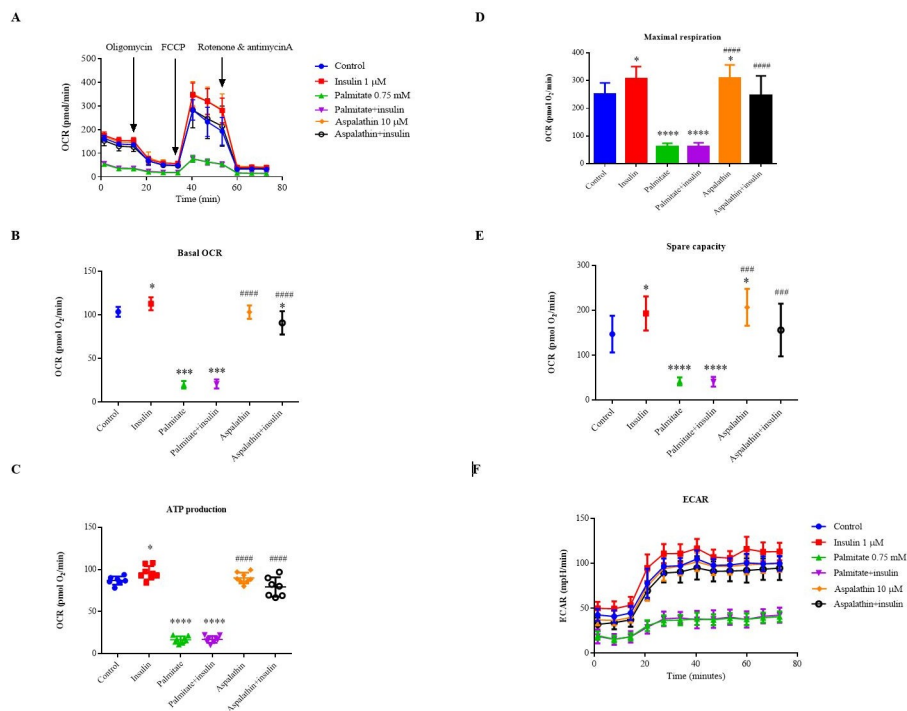 A
Oligomycin FCCP Rotenone & antimycinA
OCR (pmol/min)
500
400
300
200
100
0
0 20 40 60 80
Time (min)
Control
Insulin 1 μM
Palmitate 0.75 mM
Palmitate+insulin
Aspalathin 10 μM
Aspalathin+insulin
B
Basal OCR
OCR (pmol O2/min)
150
100
50
0
* *** *** #### ####
*
Control Insulin Palmitate Palmitate+insulin Aspalathin Aspalathin+insulin
C
ATP production
OCR (pmol O2/min)
150
100
50
0
* **** **** #### ####
Control Insulin Palmitate Palmitate+insulin Aspalathin Aspalathin+insulin
D
Maximal respiration
OCR (pmol O2/min)
400
300
200
100
0
* **** **** #### ####
*
Control Insulin Palmitate Palmitate+insulin Aspalathin Aspalathin+insulin
E
Spare capacity
OCR (pmol O2/min)
300
200
100
0
* **** **** ### ###
*
Control Insulin Palmitate Palmitate+insulin Aspalathin Aspalathin+insulin
F
ECAR
ECAR (mpH/min)
150
100
50
0
0 20 40 60 80
Time (minutes)
Control
Insulin 1 μM
Palmitate 0.75 mM
Palmitate+insulin
Aspalathin 10 μM
Aspalathin+insulin